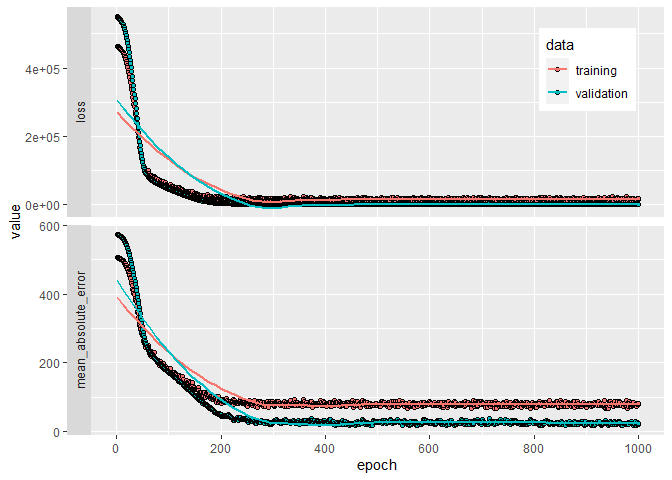 data
training
validation
4e+05
2e+05
0e+00
loss
value
600
400
200
0
mean_absolute_error
0 200 400 600 800 1000
epoch